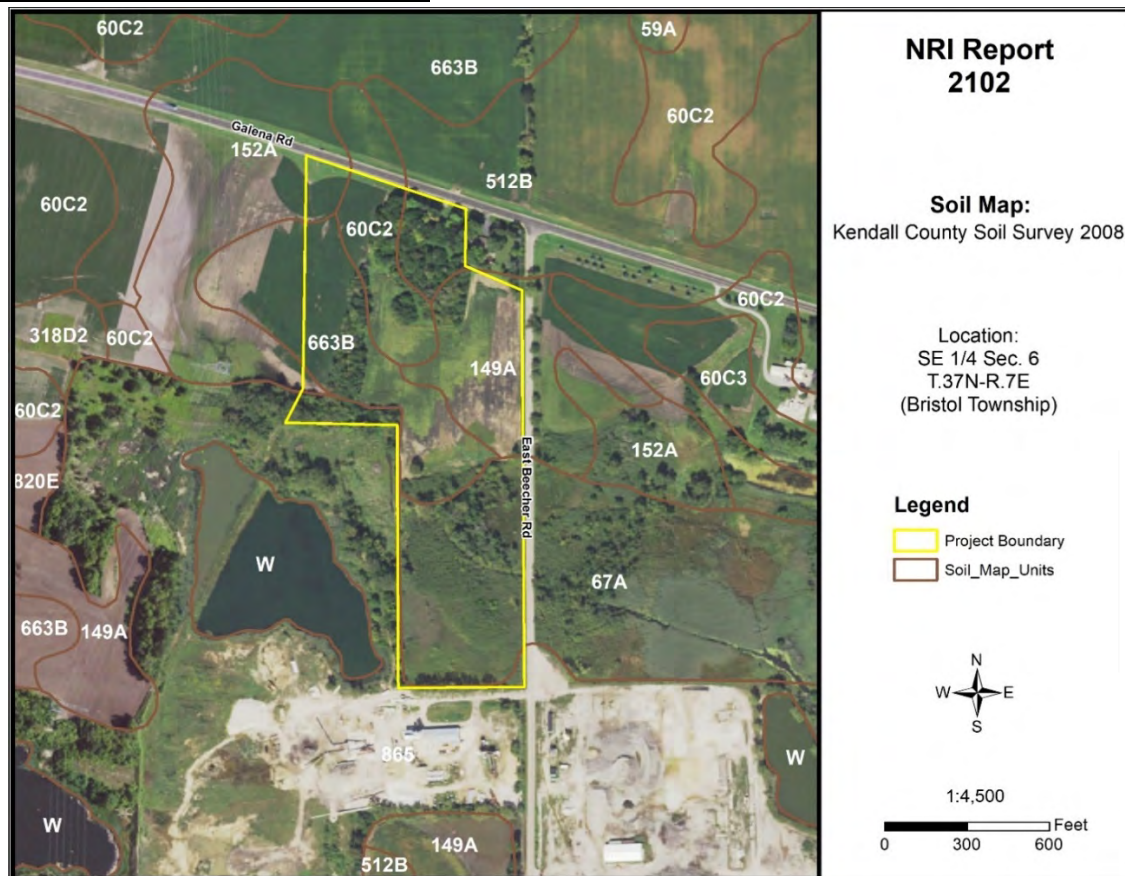 60C2
59A
663B
60C2
Galena Rd
152A
512B
60C2
60C2
60C2
318D2
60C2
663B
149A
60C3
60C2
152A
820E
East Beecher Rd
W
67A
663B
149A
W
865
W
149A
512B
NRI Report
2102
Soil Map:
Kendall County Soil Survey 2008
Location:
SE 1/4 Sec. 6
T.37N-R.7E
(Bristol Township)
Legend
Project Boundary
Soil_Map_Units
N
W E
S
1:4,500
Feet
0 300 600